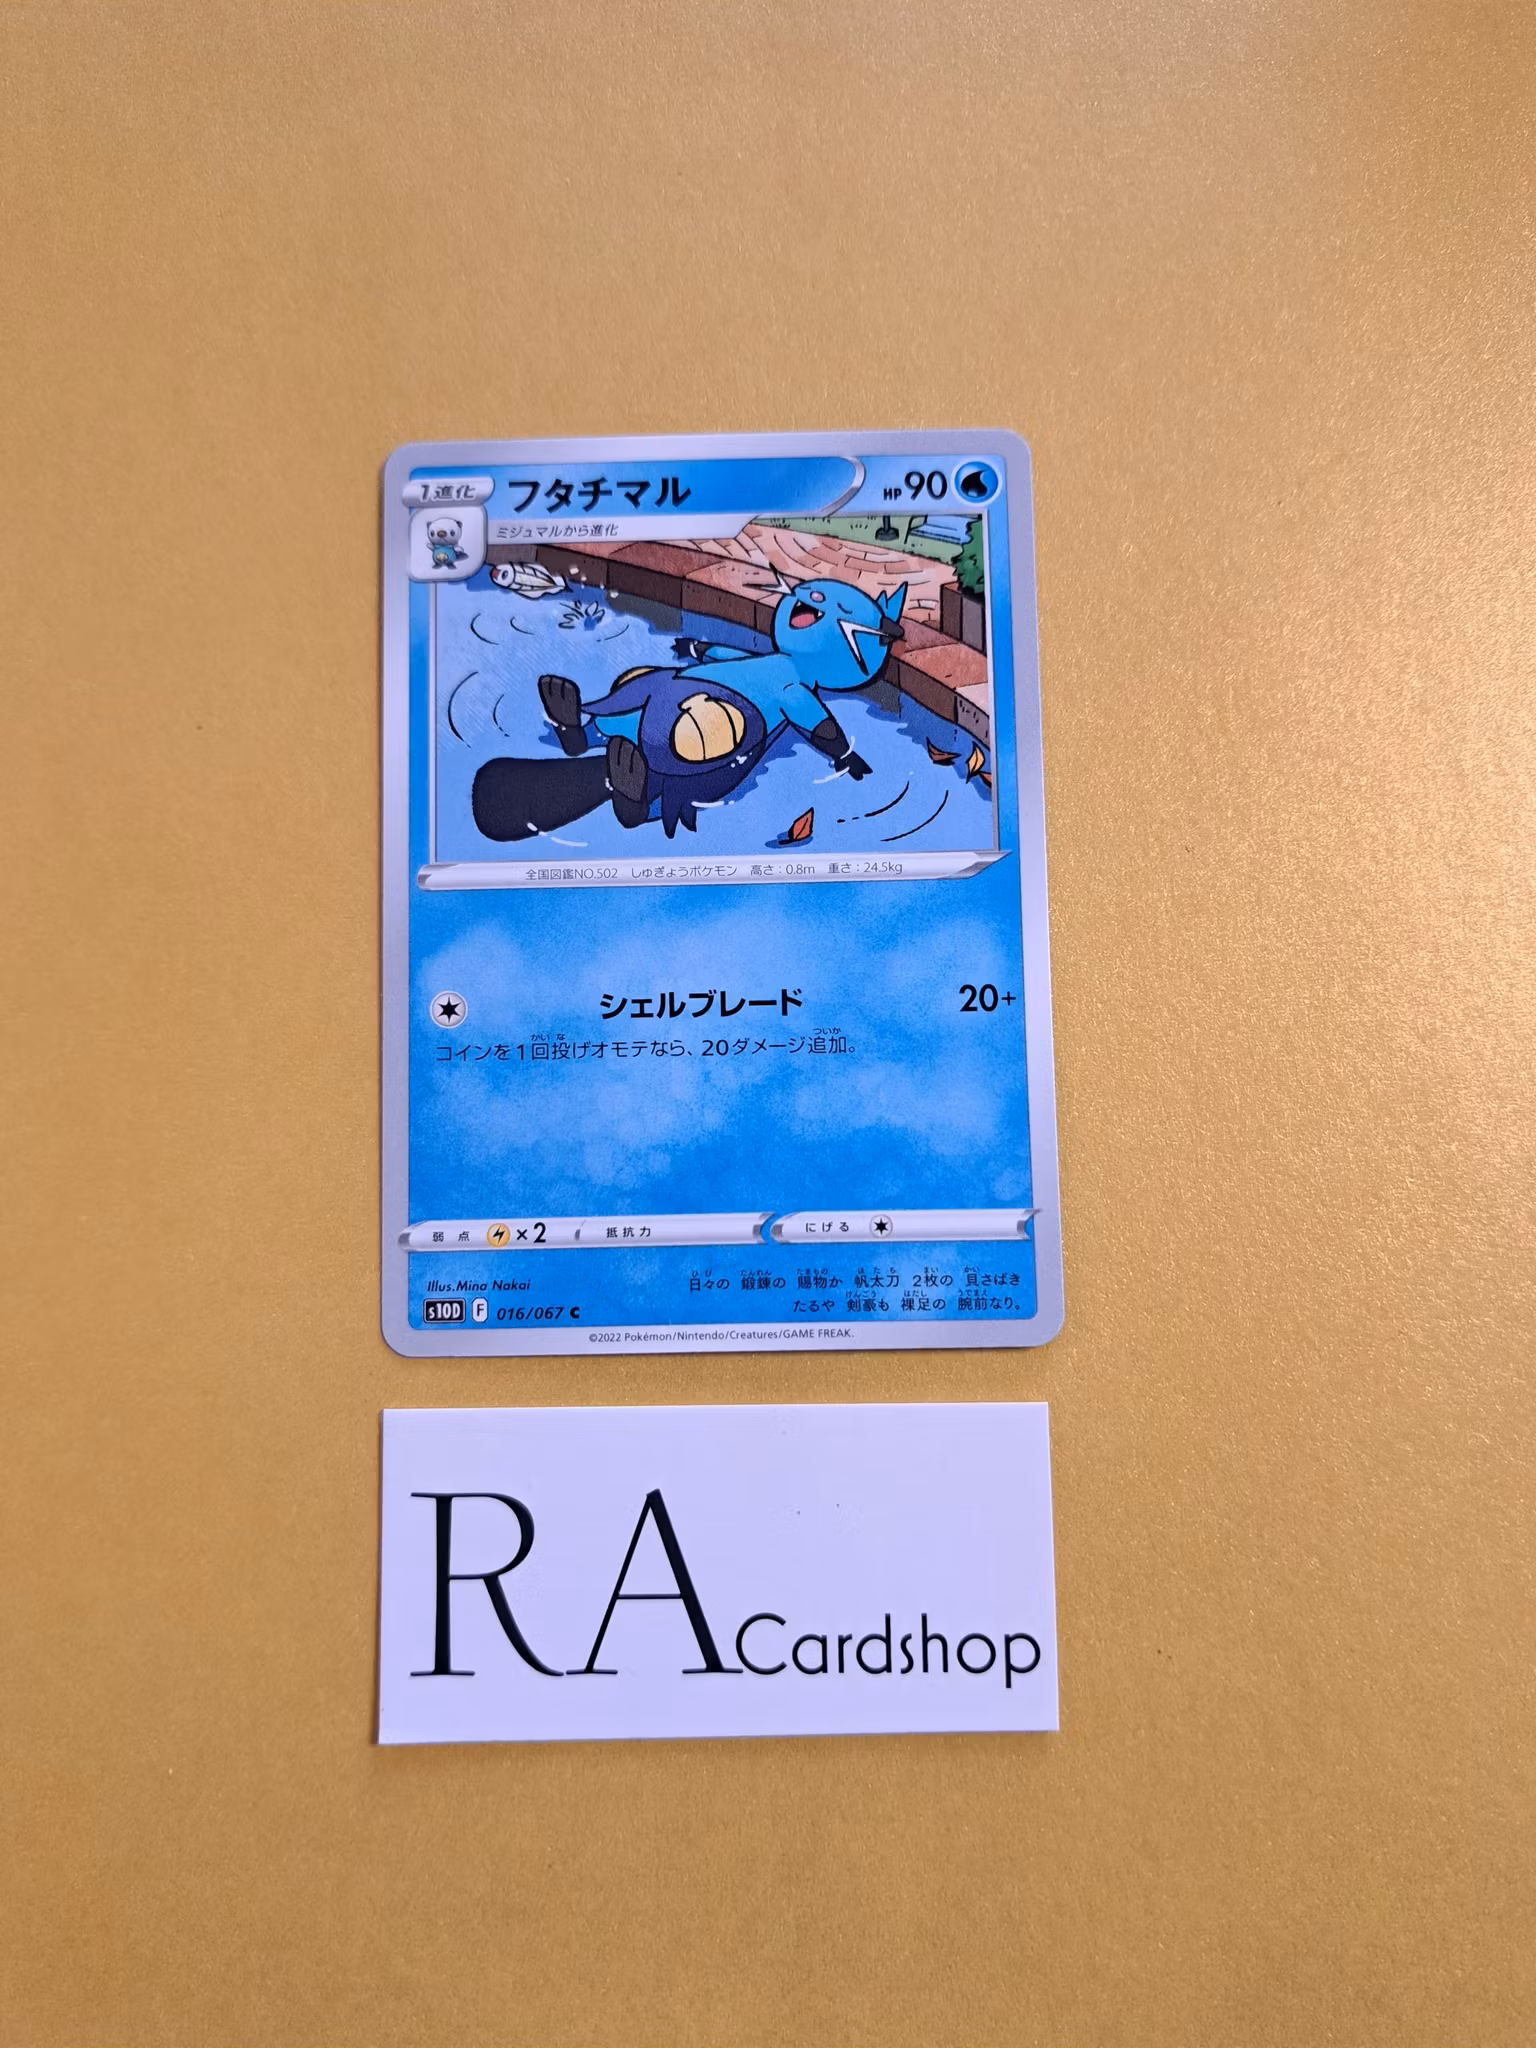 1進化 フタチマル HP 90
ミジュマルから進化
全国図鑑NO.502 しゅぎょうポケモン 高さ:0.8m 重さ:24.5kg
シェルブレード 20+
コインを1回投げオモテなら、20ダメージ追加。
弱点 ×2 抵抗力 にげる
Illus.Mina Nakai
日々の 鍛錬の 賜物か 帆太刀 2枚の 貝さばき
たるや 剣豪も 裸足の 腕前なり。
s10D F 016/067 C
©2022 Pokémon/Nintendo/Creatures/GAME FREAK.
RA Cardshop